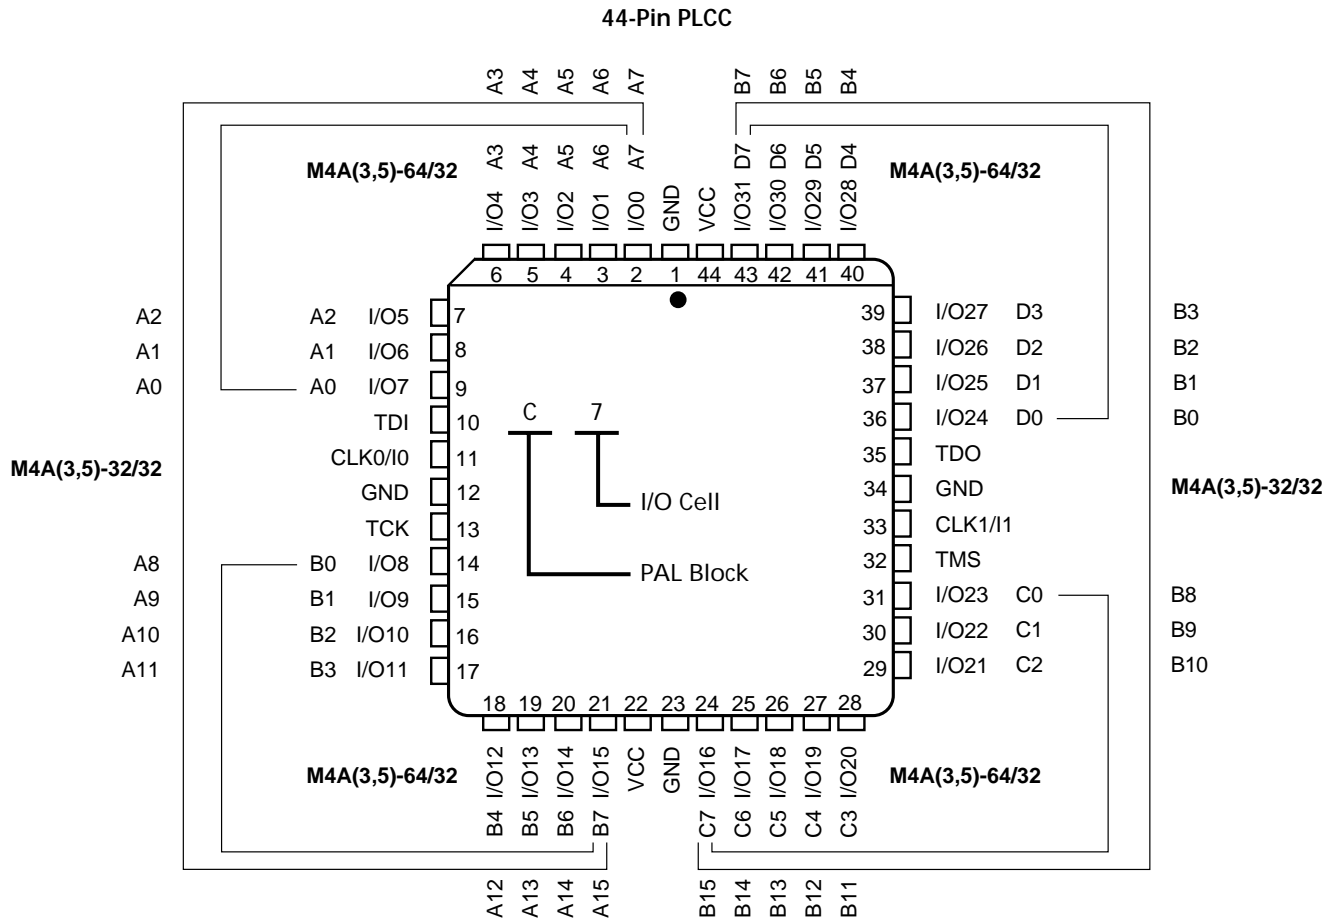 44-Pin PLCC
A3 A4 A5 A6 A7 B7 B6 B5 B4
M4A(3,5)-64/32 A3 A4 A5 A6 A7 D7 D6 D5 D4 M4A(3,5)-64/32
I/O4 I/O3 I/O2 I/O1 I/O0 GND VCC I/O31 I/O30 I/O29 I/O28
6 5 4 3 2 1 44 43 42 41 40
A2 A2 I/O5 7 39 I/O27 D3 B3
A1 A1 I/O6 8 38 I/O26 D2 B2
A0 A0 I/O7 9 37 I/O25 D1 B1
TDI 10 C 7 36 I/O24 D0 B0
CLK0/I0 11 35 TDO
M4A(3,5)-32/32
GND 12 34 GND
M4A(3,5)-32/32
I/O Cell
TCK 13 33 CLK1/I1
A8 B0 I/O8 14 32 TMS
PAL Block
A9 B1 I/O9 15 31 I/O23 C0 B8
A10 B2 I/O10 16 30 I/O22 C1 B9
A11 B3 I/O11 17 29 I/O21 C2 B10
18 19 20 21 22 23 24 25 26 27 28
M4A(3,5)-64/32 I/O12 I/O13 I/O14 I/O15 VCC GND I/O16 I/O17 I/O18 I/O19 I/O20 M4A(3,5)-64/32
B4 B5 B6 B7 C7 C6 C5 C4 C3
A12 A13 A14 A15 B15 B14 B13 B12 B11